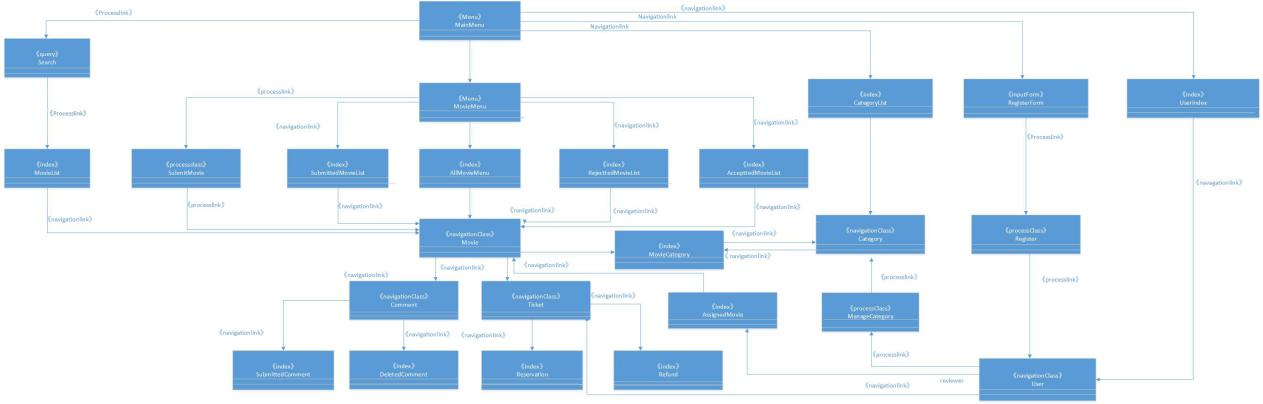 《Processlink》
《Menu》
MainMenu
《navigationlink》
Navigationlink
Navigationlink
《query》
Search
《processlink》
《Menu》
MovieMenu
《index》
CategoryList
《inputForm》
RegisterForm
《index》
UserIndex
《Processlink》
《navigationlink》
《navigationlink》
《navigationlink》
《Processlink》
《index》
MovieList
《processclass》
SubmitMovie
《index》
SubmittedMovieList
《index》
AllMovieMenu
《index》
RejecttedMovieList
《index》
AccepttedMovieList
《navagationlink》
《navigationlink》
《processlink》
《navigationlink》
《navigationlink》
《navigationlink》
《navigationlink》
《navigationClass》
Movie
《index》
MovieCategory
《navigationlink》
《navigationlink》
《navigationClass》
Category
《processClass》
Register
《navigationlink》
《navigationlink》
《navigationlink》
《processlink》
《processlink》
《navigationClass》
Comment
《navigationClass》
Ticket
《navigationlink》
《index》
AssignedMovie
《processClass》
ManageCategory
《navigationlink》
《navigationlink》
《navigationlink》
《processlink》
《index》
SubmittedComment
《index》
DeletedComment
《index》
Reservation
《index》
Refund
reviewer
《navigationlink》
《navigationClass》
User